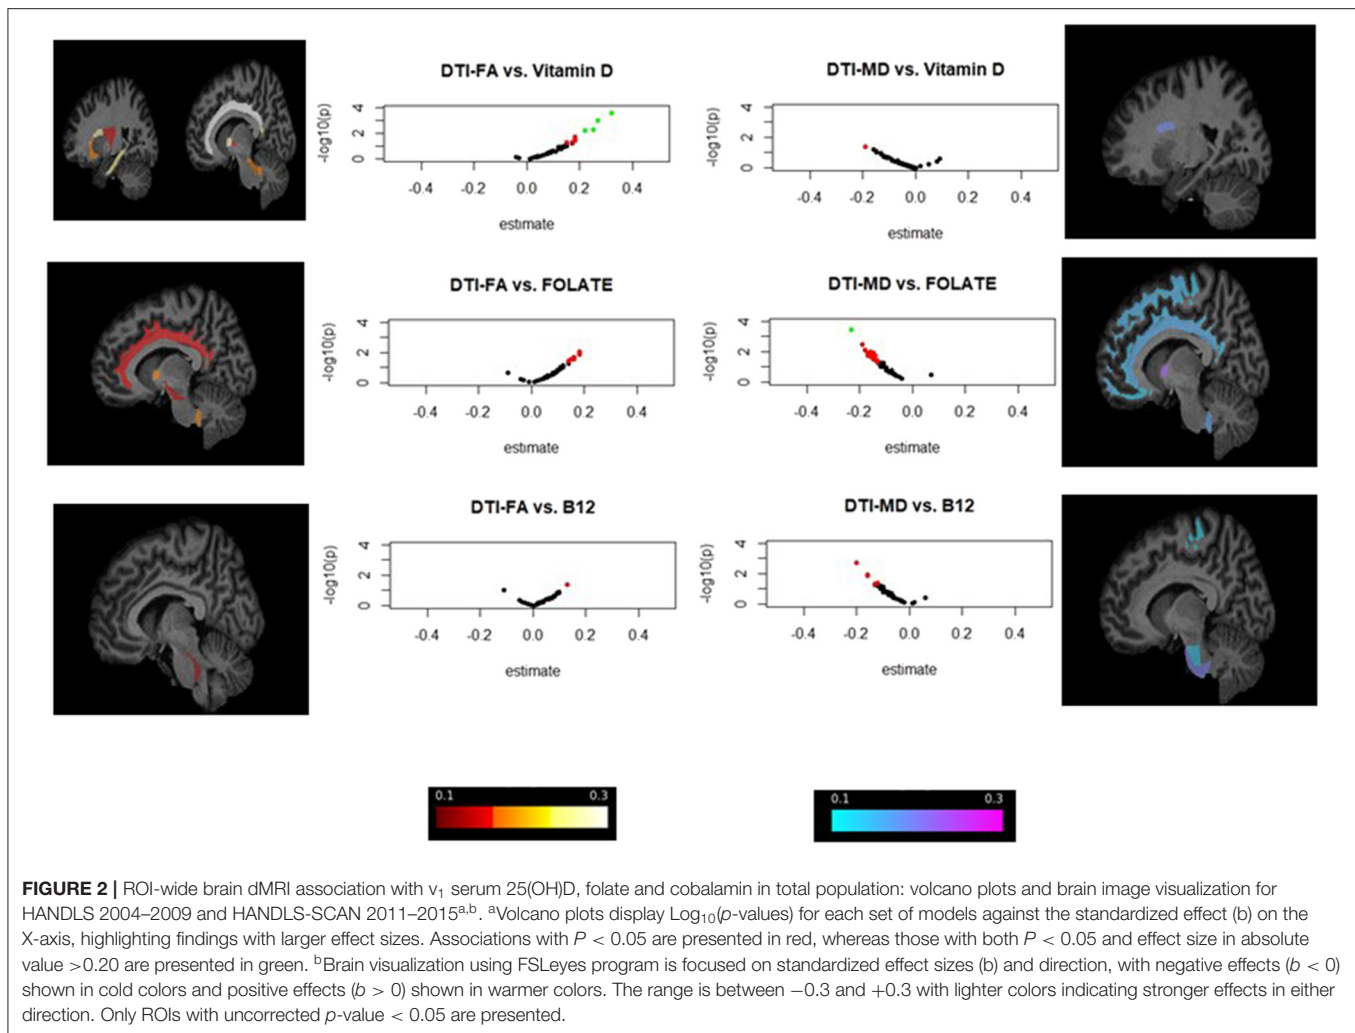 DTI-FA vs. Vitamin D
-log10(p)
4
2
0
-0.4 -0.2 0.0 0.2 0.4
estimate
DTI-MD vs. Vitamin D
-log10(p)
4
2
0
-0.4 -0.2 0.0 0.2 0.4
estimate
DTI-FA vs. FOLATE
-log10(p)
4
2
0
-0.4 -0.2 0.0 0.2 0.4
estimate
DTI-MD vs. FOLATE
-log10(p)
4
2
0
-0.4 -0.2 0.0 0.2 0.4
estimate
DTI-FA vs. B12
-log10(p)
4
2
0
-0.4 -0.2 0.0 0.2 0.4
estimate
DTI-MD vs. B12
-log10(p)
4
2
0
-0.4 -0.2 0.0 0.2 0.4
estimate
0.1 0.3
0.1 0.3
FIGURE 2 | ROI-wide brain dMRI association with v₁ serum 25(OH)D, folate and cobalamin in total population: volcano plots and brain image visualization for
HANDLS 2004–2009 and HANDLS-SCAN 2011–2015ᵃ,ᵇ. ᵃVolcano plots display Log₁₀(p-values) for each set of models against the standardized effect (b) on the
X-axis, highlighting findings with larger effect sizes. Associations with P < 0.05 are presented in red, whereas those with both P < 0.05 and effect size in absolute
value >0.20 are presented in green. ᵇBrain visualization using FSLeyes program is focused on standardized effect sizes (b) and direction, with negative effects (b < 0)
shown in cold colors and positive effects (b > 0) shown in warmer colors. The range is between −0.3 and +0.3 with lighter colors indicating stronger effects in either
direction. Only ROIs with uncorrected p-value < 0.05 are presented.